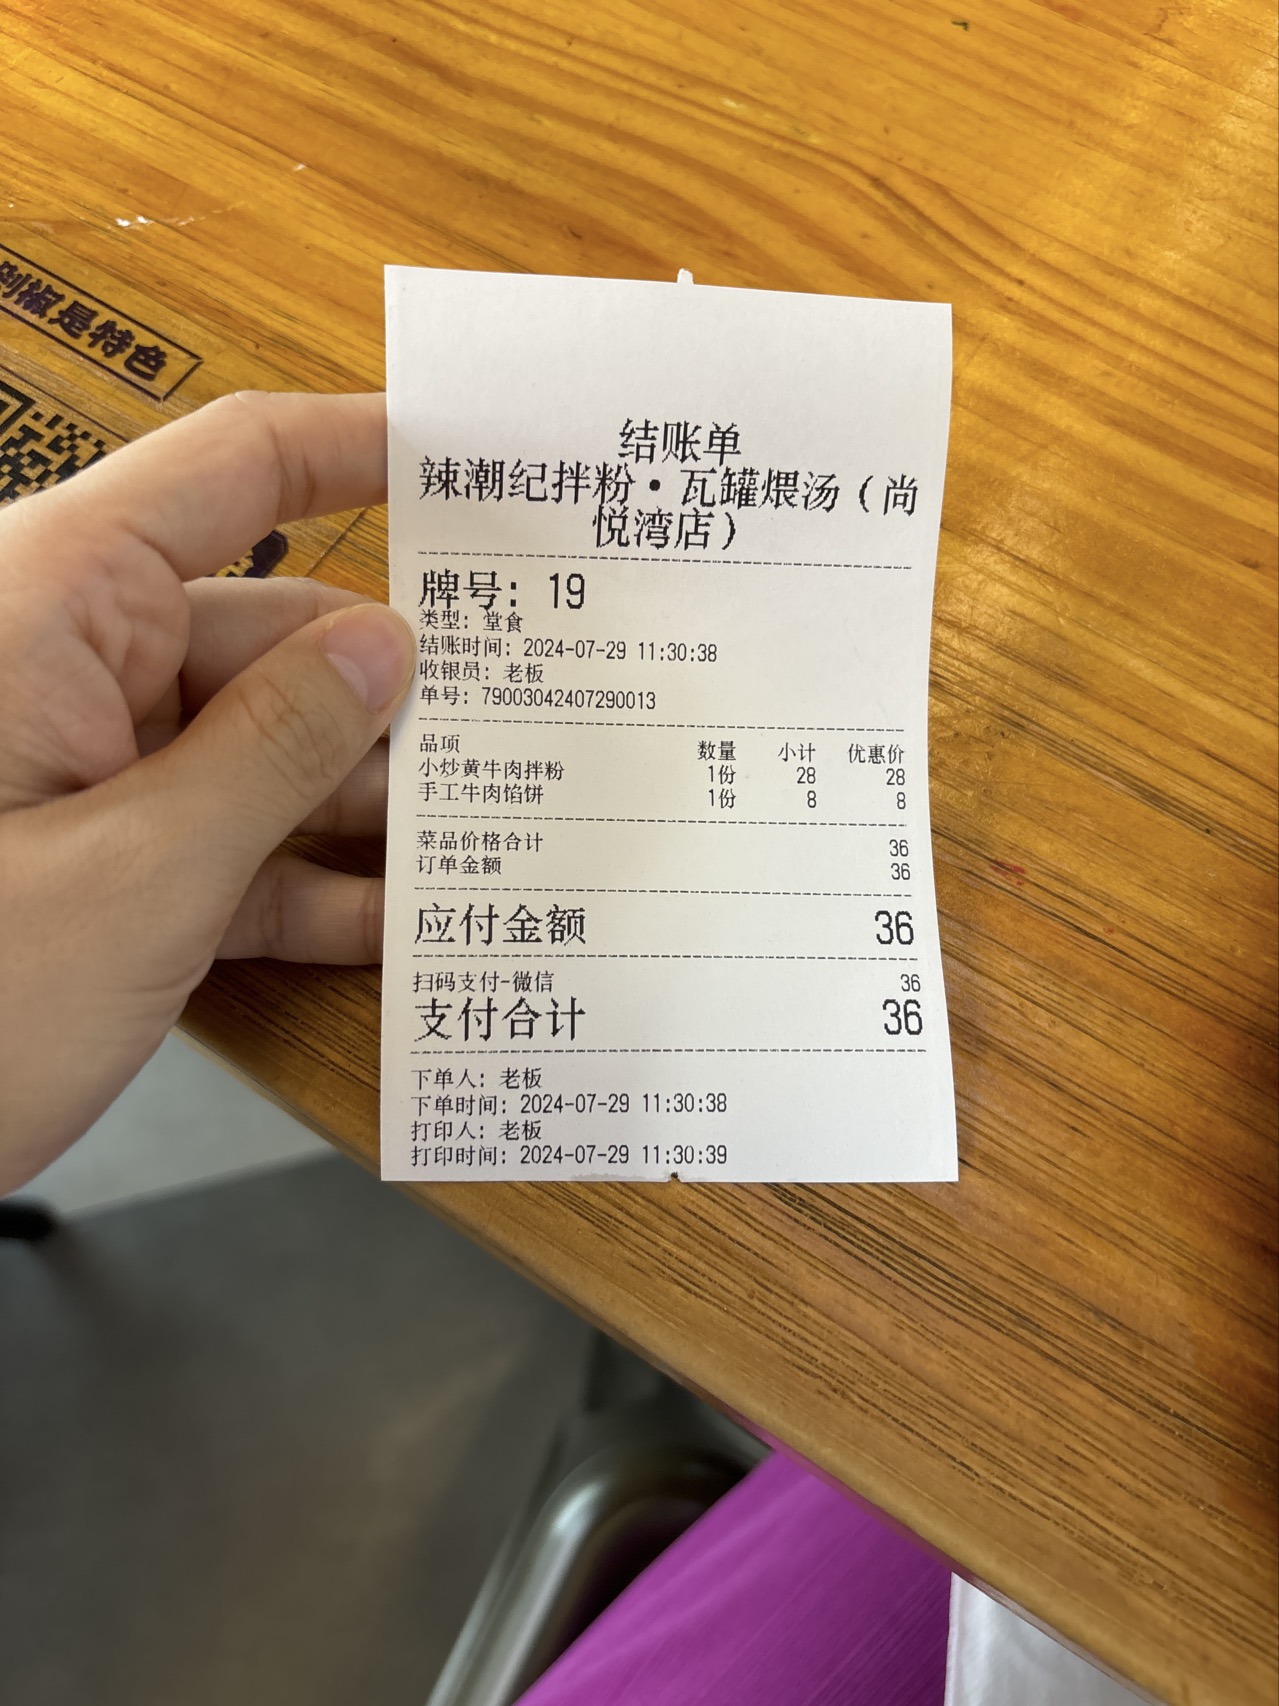 剁椒是特色
结账单
辣潮纪拌粉•瓦罐煨汤（尚
悦湾店）
牌号: 19
类型: 堂食
结账时间: 2024-07-29 11:30:38
收银员: 老板
单号: 79003042407290013
品项 数量 小计 优惠价
小炒黄牛肉拌粉 1份 28 28
手工牛肉馅饼 1份 8 8
菜品价格合计 36
订单金额 36
应付金额 36
扫码支付-微信 36
支付合计 36
下单人: 老板
下单时间: 2024-07-29 11:30:38
打印人: 老板
打印时间: 2024-07-29 11:30:39